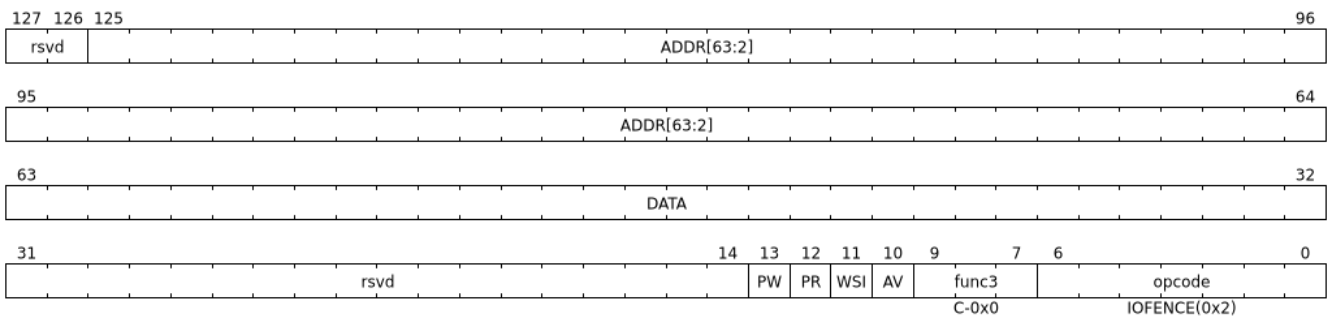 127 126 125 96
rsvd ADDR[63:2]
95 64
ADDR[63:2]
63 32
DATA
31 14 13 12 11 10 9 7 6 0
rsvd PW PR WSI AV func3 opcode
C-0x0 IOFENCE(0x2)